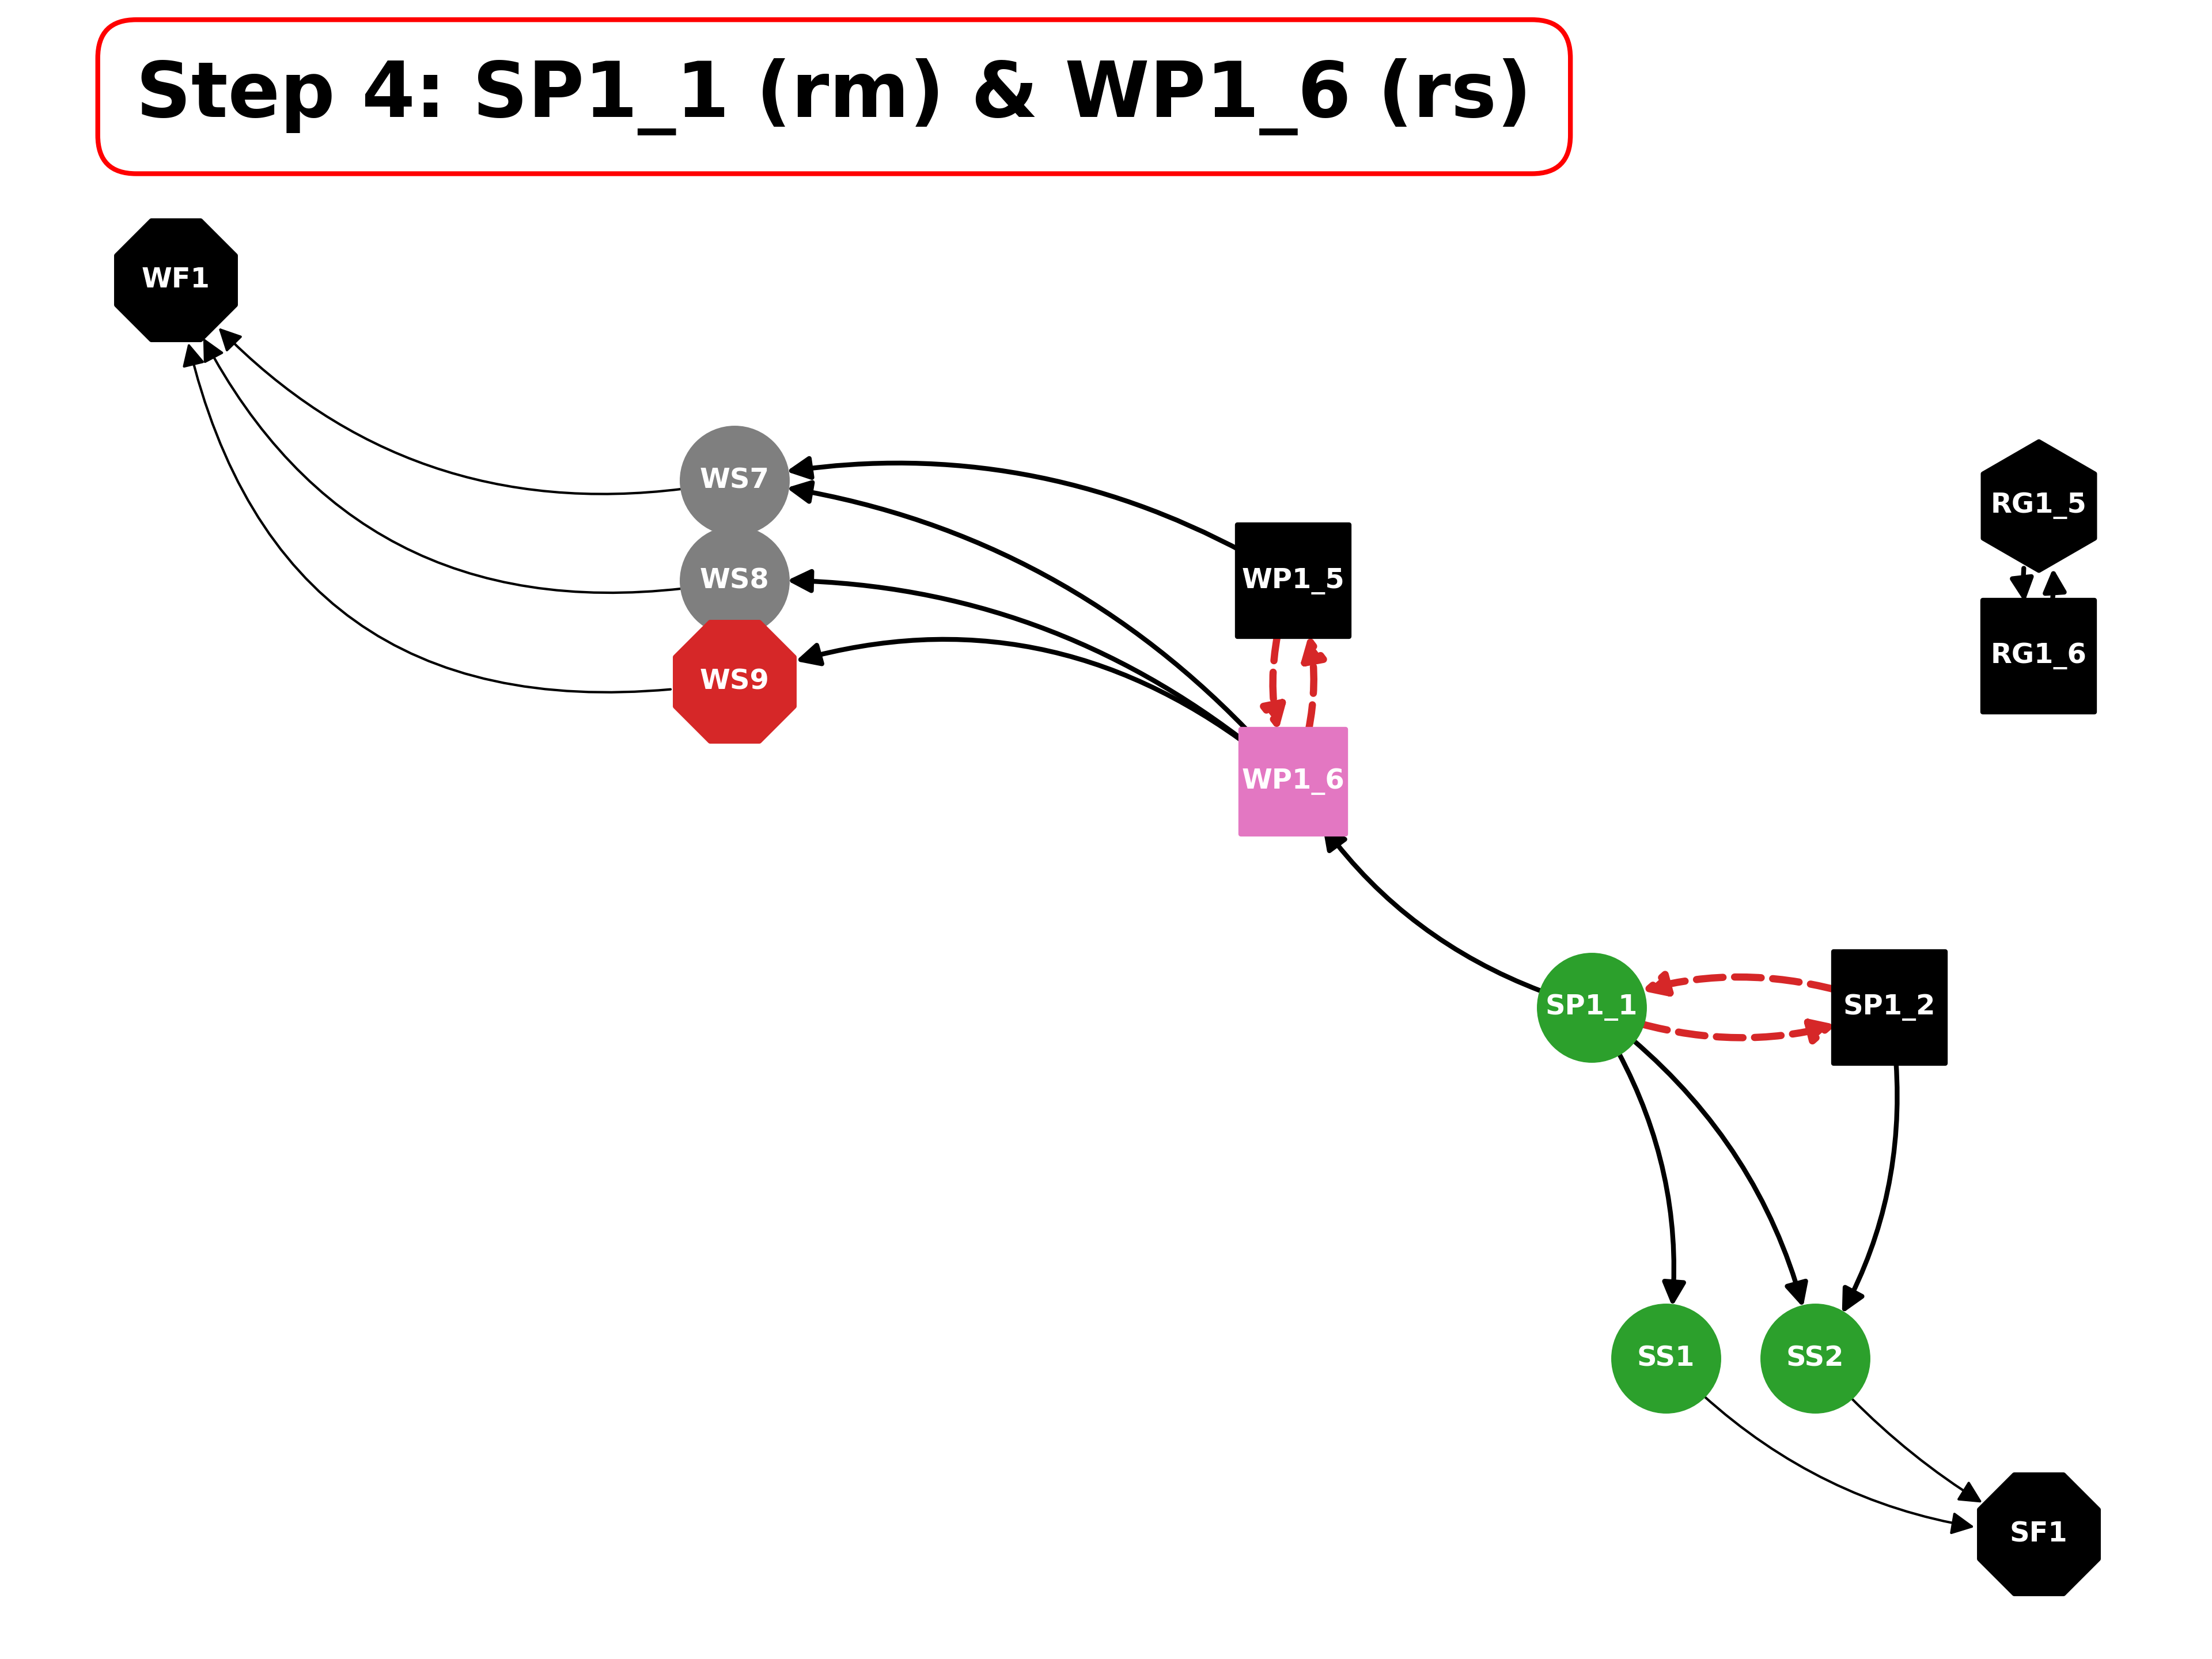 Step 4: SP1_1 (rm) & WP1_6 (rs)
WF1
WS7
RG1_5
WS8
WP1_5
RG1_6
WS9
WP1_6
SP1_1
SP1_2
SS1
SS2
SF1